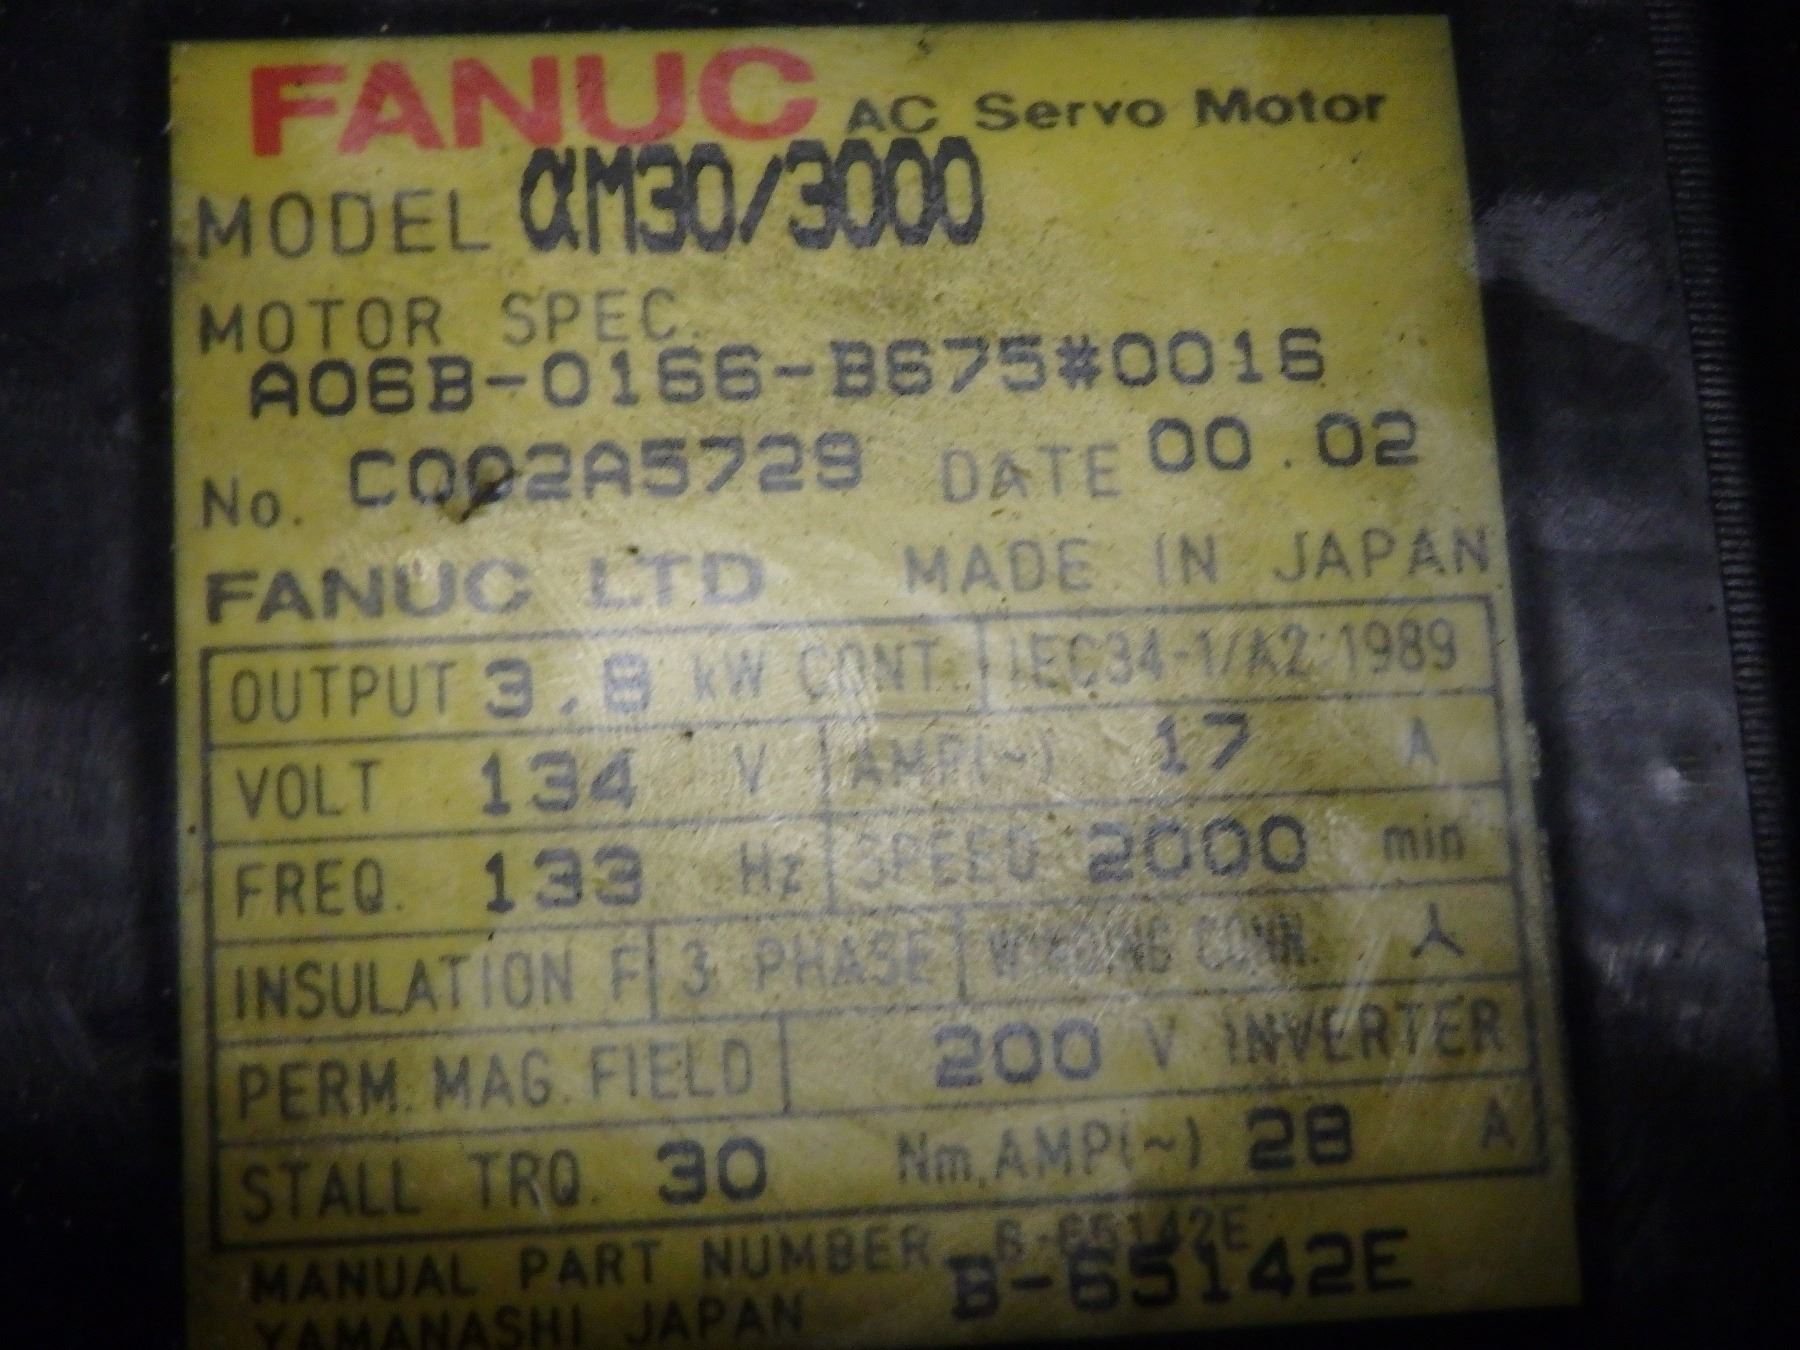 FANUC AC Servo Motor
MODEL αM30/3000
MOTOR SPEC.
A06B-0166-B675#0016
No. C002A5729 DATE 00.02
FANUC LTD MADE IN JAPAN
OUTPUT 3.8 kW CONT. IEC34-1/A2:1989
VOLT 134 V AMP(~) 17 A
FREQ. 133 Hz SPEED 2000 min
INSULATION F 3 PHASE WINDING CONN. 人
PERM. MAG. FIELD 200 V INVERTER
STALL TRQ. 30 Nm, AMP(~) 28 A
MANUAL PART NUMBER B-65142E
B-65142E
YAMANASHI JAPAN